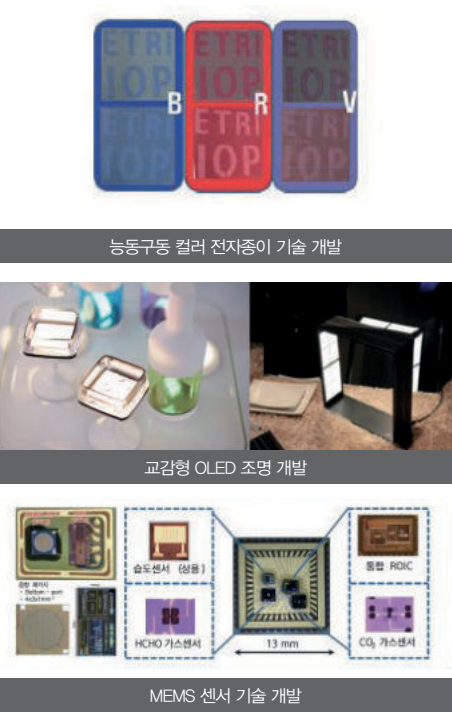 ETRI ETRI ETRI
IOP IOP IOP
B R V
ETRI ETRI ETRI
IOP IOP IOP
능동구동 컬러 전자종이 기술 개발
교감형 OLED 조명 개발
습도센서 (상용)
통합 ROIC
HCHO 가스센서
13 mm
CO₂ 가스센서
MEMS 센서 기술 개발